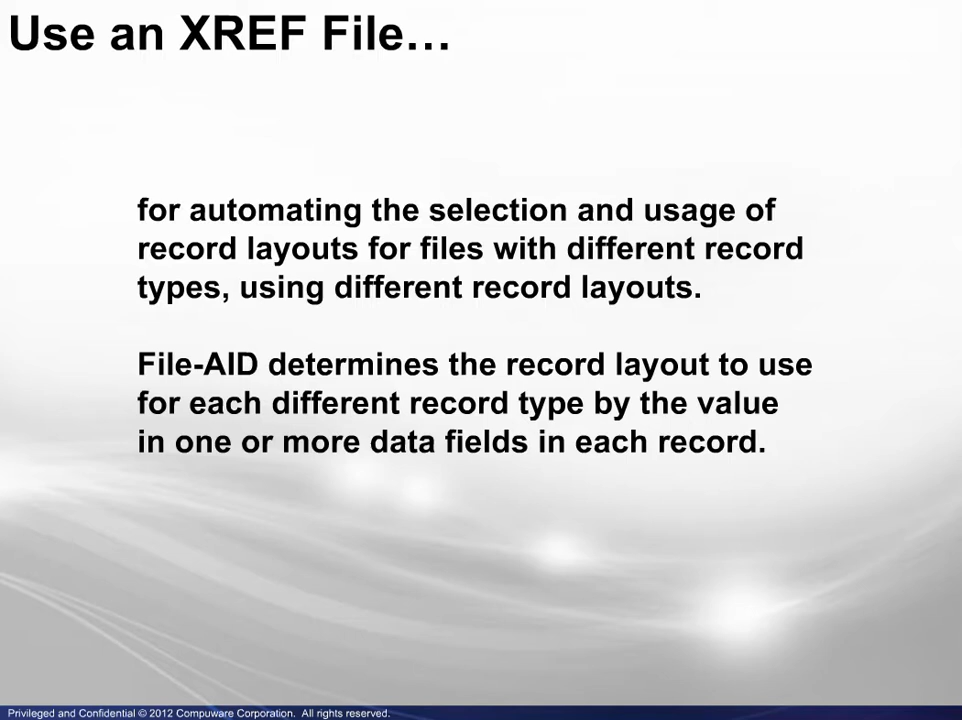 Use an XREF File…
for automating the selection and usage of
record layouts for files with different record
types, using different record layouts.
File-AID determines the record layout to use
for each different record type by the value
in one or more data fields in each record.
Privileged and Confidential © 2012 Compuware Corporation. All rights reserved.